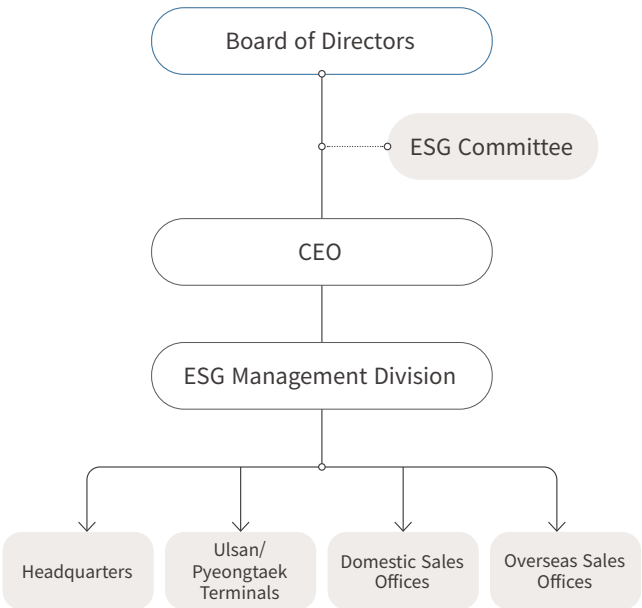 Board of Directors
ESG Committee
CEO
ESG Management Division
Headquarters
Ulsan/
Pyeongtaek
Terminals
Domestic Sales
Offices
Overseas Sales
Offices